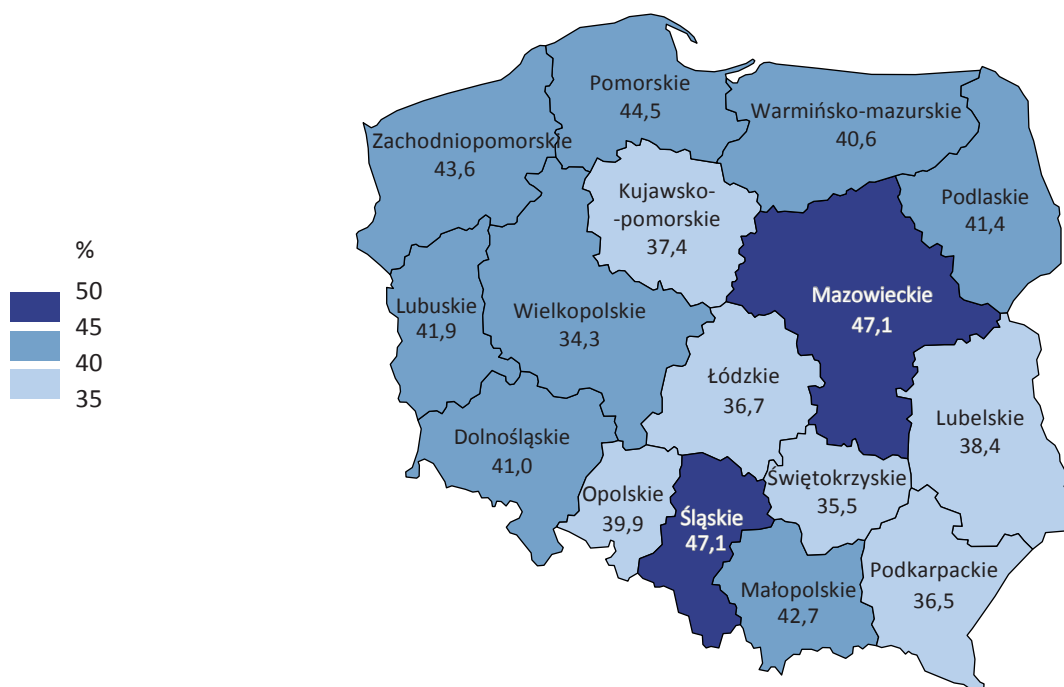 %
50
45
40
35
Pomorskie
44,5
Zachodniopomorskie
43,6
Warmińsko-mazurskie
40,6
Kujawsko-
-pomorskie
37,4
Podlaskie
41,4
Lubuskie
41,9
Wielkopolskie
34,3
Mazowieckie
47,1
Łódzkie
36,7
Lubelskie
38,4
Dolnośląskie
41,0
Opolskie
39,9
Śląskie
47,1
Świętokrzyskie
35,5
Małopolskie
42,7
Podkarpackie
36,5